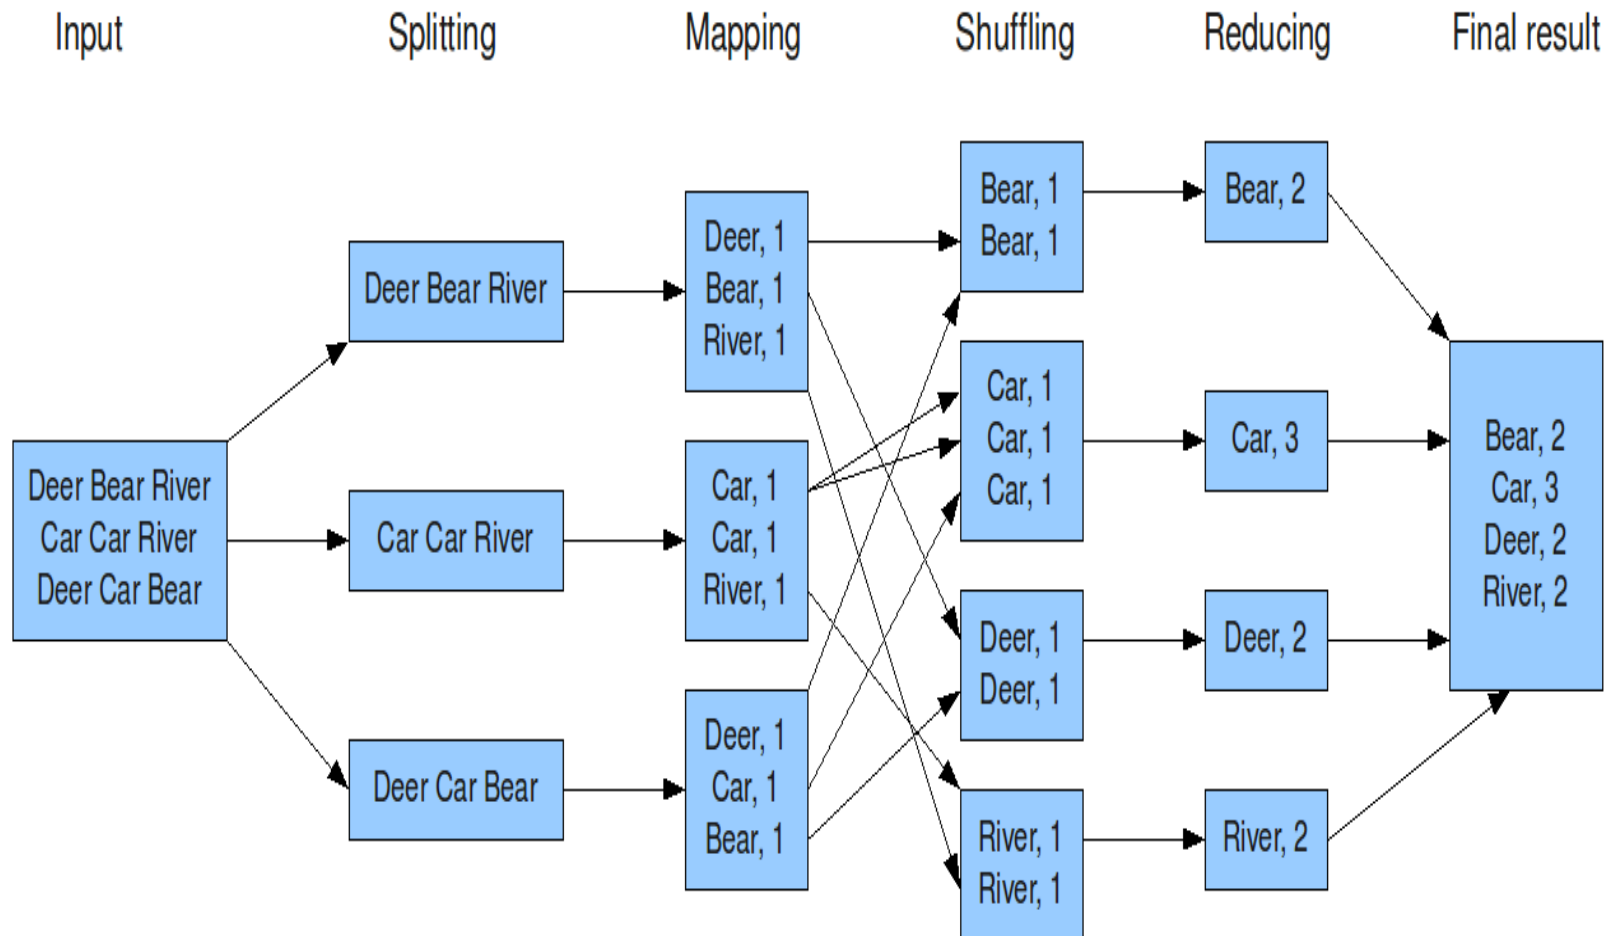 Input Splitting Mapping Shuffling Reducing Final result
Deer Bear River
Car Car River
Deer Car Bear
Deer Bear River
Car Car River
Deer Car Bear
Deer, 1
Bear, 1
River, 1
Car, 1
Car, 1
River, 1
Deer, 1
Car, 1
Bear, 1
Bear, 1
Bear, 1
Car, 1
Car, 1
Car, 1
Deer, 1
Deer, 1
River, 1
River, 1
Bear, 2
Car, 3
Deer, 2
River, 2
Bear, 2
Car, 3
Deer, 2
River, 2